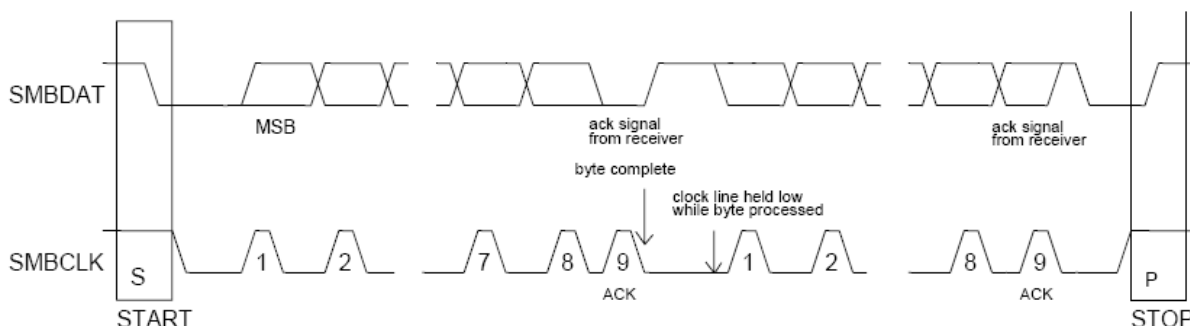 SMBDAT
MSB
ack signal
from receiver
ack signal
from receiver
byte complete
clock line held low
while byte processed
SMBCLK
S
1
2
7
8
9
1
2
8
9
P
ACK
ACK
START
STOP